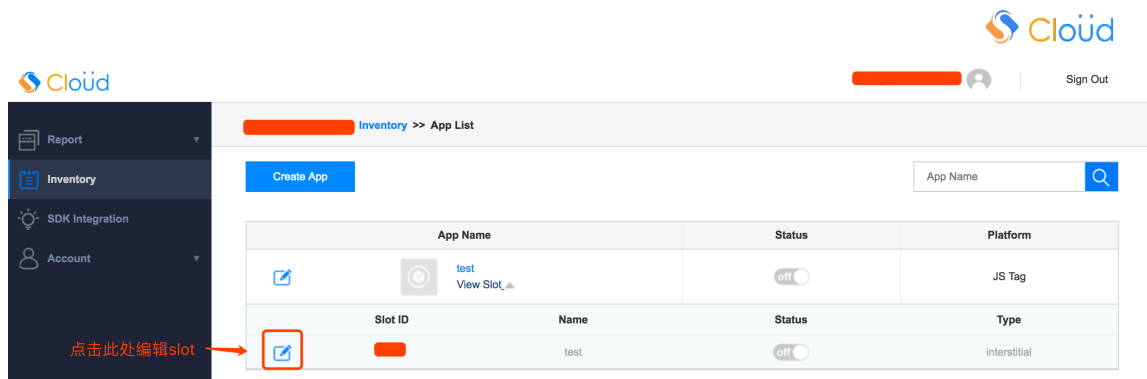 Cloüd
Cloüd
Sign Out
Inventory >> App List
Report
Inventory
SDK Integration
Account
Create App
App Name
App Name Status Platform
test
View Slot
off
JS Tag
Slot ID Name Status Type
点击此处编辑slot
test off interstitial